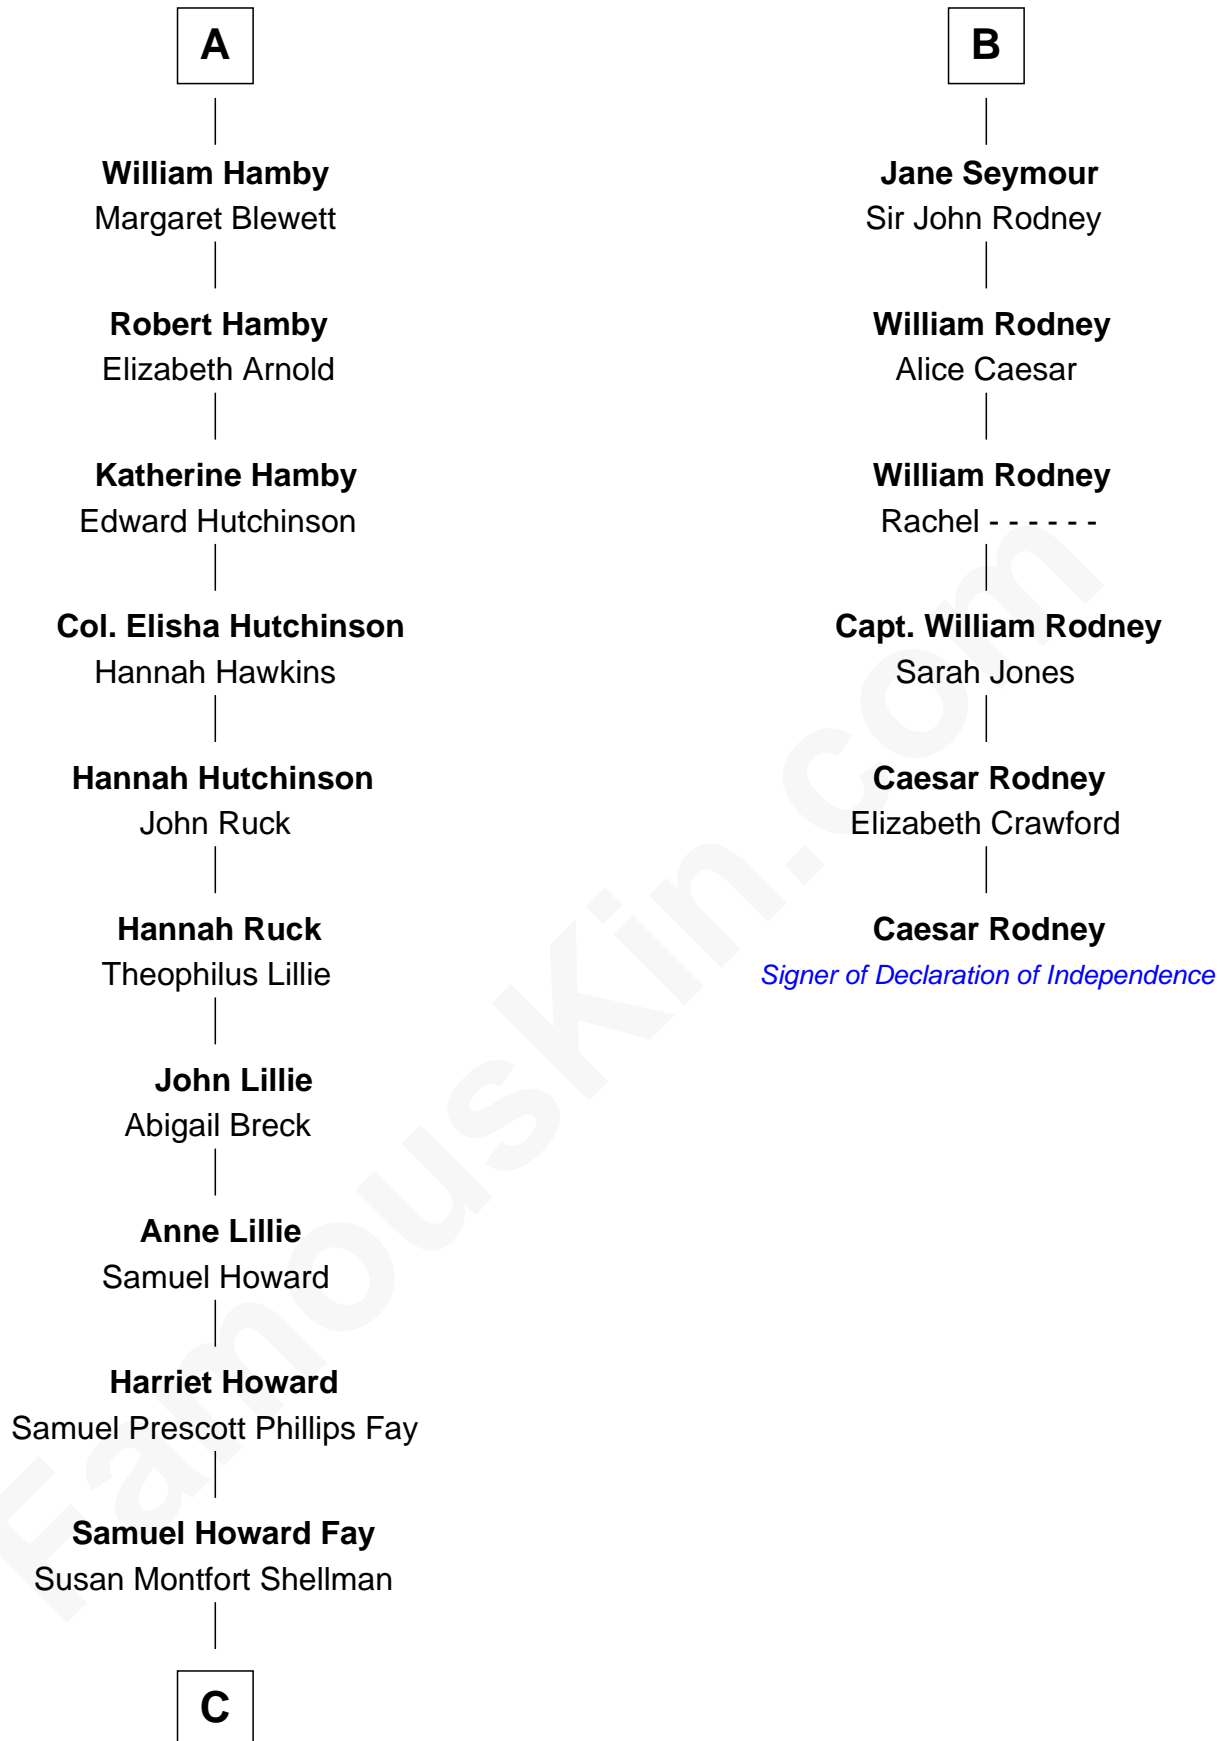 A
William Hamby
Margaret Blewett
Robert Hamby
Elizabeth Arnold
Katherine Hamby
Edward Hutchinson
Col. Elisha Hutchinson
Hannah Hawkins
Hannah Hutchinson
John Ruck
Hannah Ruck
Theophilus Lillie
John Lillie
Abigail Breck
Anne Lillie
Samuel Howard
Harriet Howard
Samuel Prescott Phillips Fay
Samuel Howard Fay
Susan Montfort Shellman
C
B
Jane Seymour
Sir John Rodney
William Rodney
Alice Caesar
William Rodney
Rachel - - - - - -
Capt. William Rodney
Sarah Jones
Caesar Rodney
Elizabeth Crawford
Caesar Rodney
Signer of Declaration of Independence
FamousKin.com